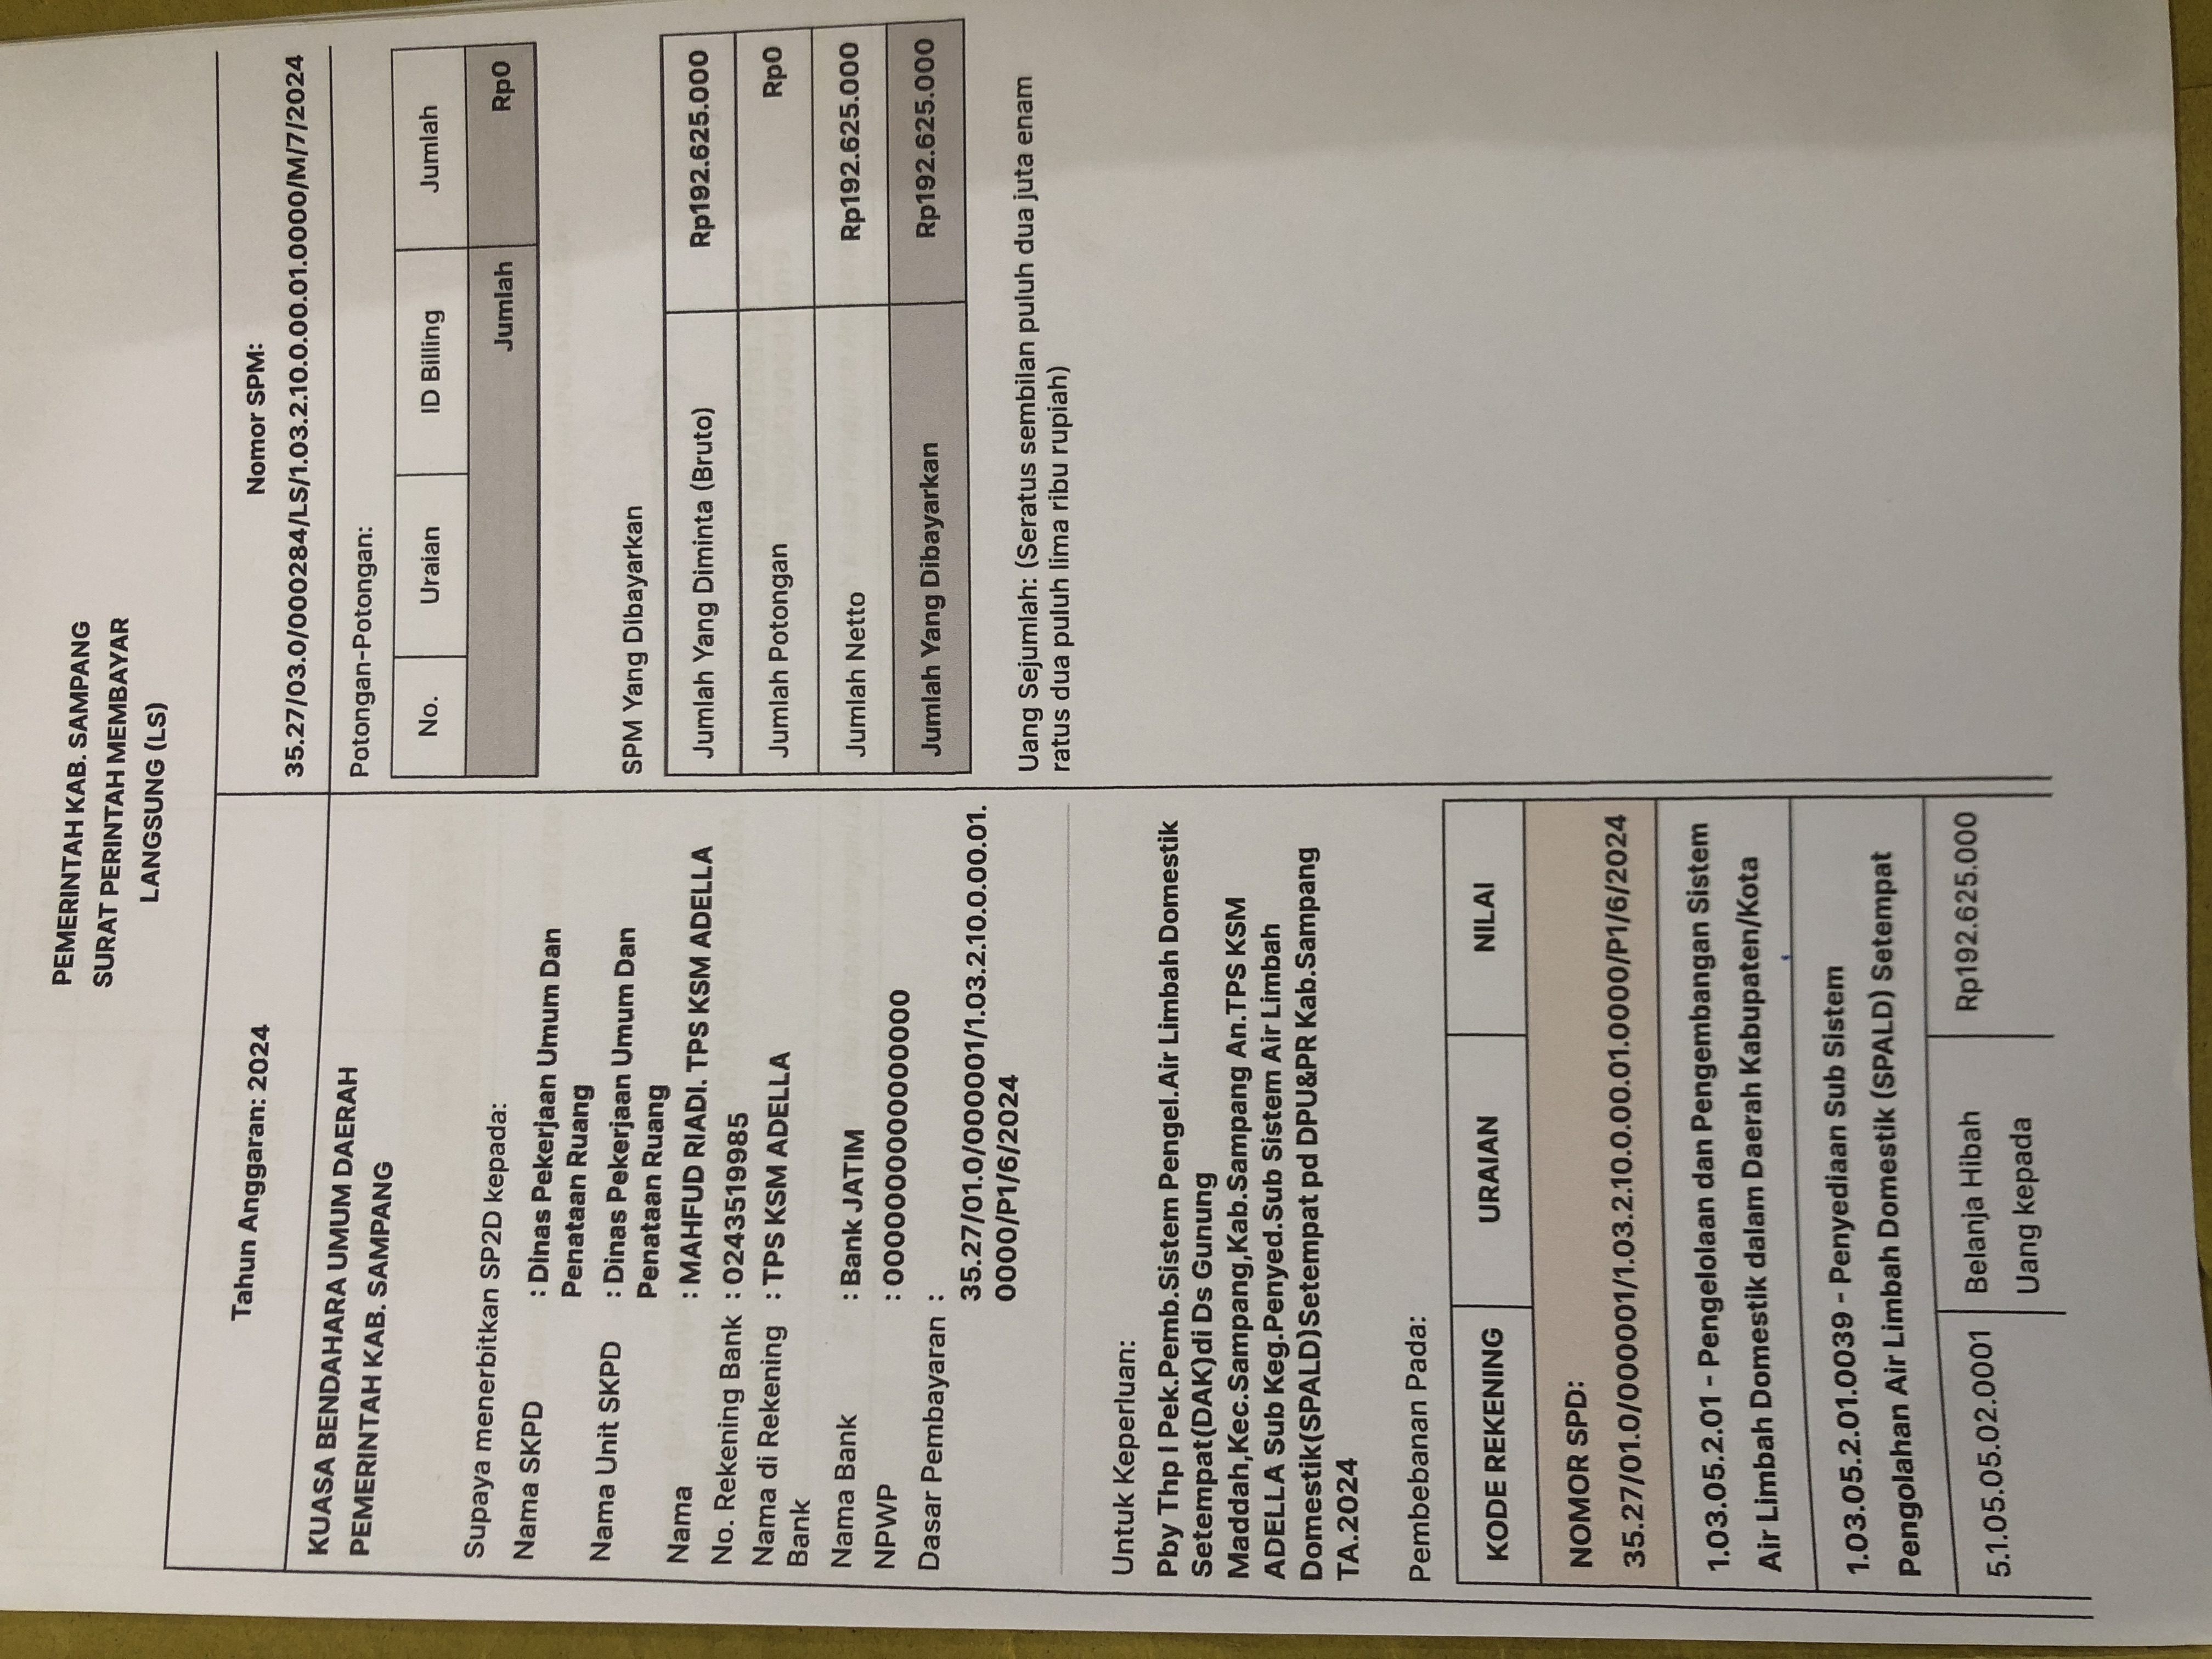 PEMERINTAH KAB. SAMPANG
SURAT PERINTAH MEMBAYAR
LANGSUNG (LS)
Tahun Anggaran: 2024
Nomor SPM:
35.27/03.0/000284/LS/1.03.2.10.0.00.01.0000/M/7/2024
KUASA BENDAHARA UMUM DAERAH
PEMERINTAH KAB. SAMPANG
Supaya menerbitkan SP2D kepada:
Nama SKPD : Dinas Pekerjaan Umum Dan
Penataan Ruang
Nama Unit SKPD : Dinas Pekerjaan Umum Dan
Penataan Ruang
Nama : MAHFUD RIADI. TPS KSM ADELLA
No. Rekening Bank : 0243519985
Nama di Rekening : TPS KSM ADELLA
Bank
Nama Bank : Bank JATIM
NPWP : 0000000000000000
Dasar Pembayaran :
35.27/01.0/000001/1.03.2.10.0.00.01.
0000/P1/6/2024
Untuk Keperluan:
Pby Thp I Pek.Pemb.Sistem Pengel.Air Limbah Domestik
Setempat(DAK)di Ds Gunung
Maddah,Kec.Sampang,Kab.Sampang An.TPS KSM
ADELLA Sub Keg.Penyed.Sub Sistem Air Limbah
Domestik(SPALD)Setempat pd DPU&PR Kab.Sampang
TA.2024
Pembebanan Pada:
KODE REKENING URAIAN NILAI
NOMOR SPD:
35.27/01.0/000001/1.03.2.10.0.00.01.0000/P1/6/2024
1.03.05.2.01 - Pengelolaan dan Pengembangan Sistem
Air Limbah Domestik dalam Daerah Kabupaten/Kota
1.03.05.2.01.0039 - Penyediaan Sub Sistem
Pengolahan Air Limbah Domestik (SPALD) Setempat
5.1.05.05.02.0001 Belanja Hibah Rp192.625.000
Uang kepada
Potongan-Potongan:
No. Uraian ID Billing Jumlah
Jumlah Rp0
SPM Yang Dibayarkan
Jumlah Yang Diminta (Bruto) Rp192.625.000
Jumlah Potongan Rp0
Jumlah Netto Rp192.625.000
Jumlah Yang Dibayarkan Rp192.625.000
Uang Sejumlah: (Seratus sembilan puluh dua juta enam
ratus dua puluh lima ribu rupiah)